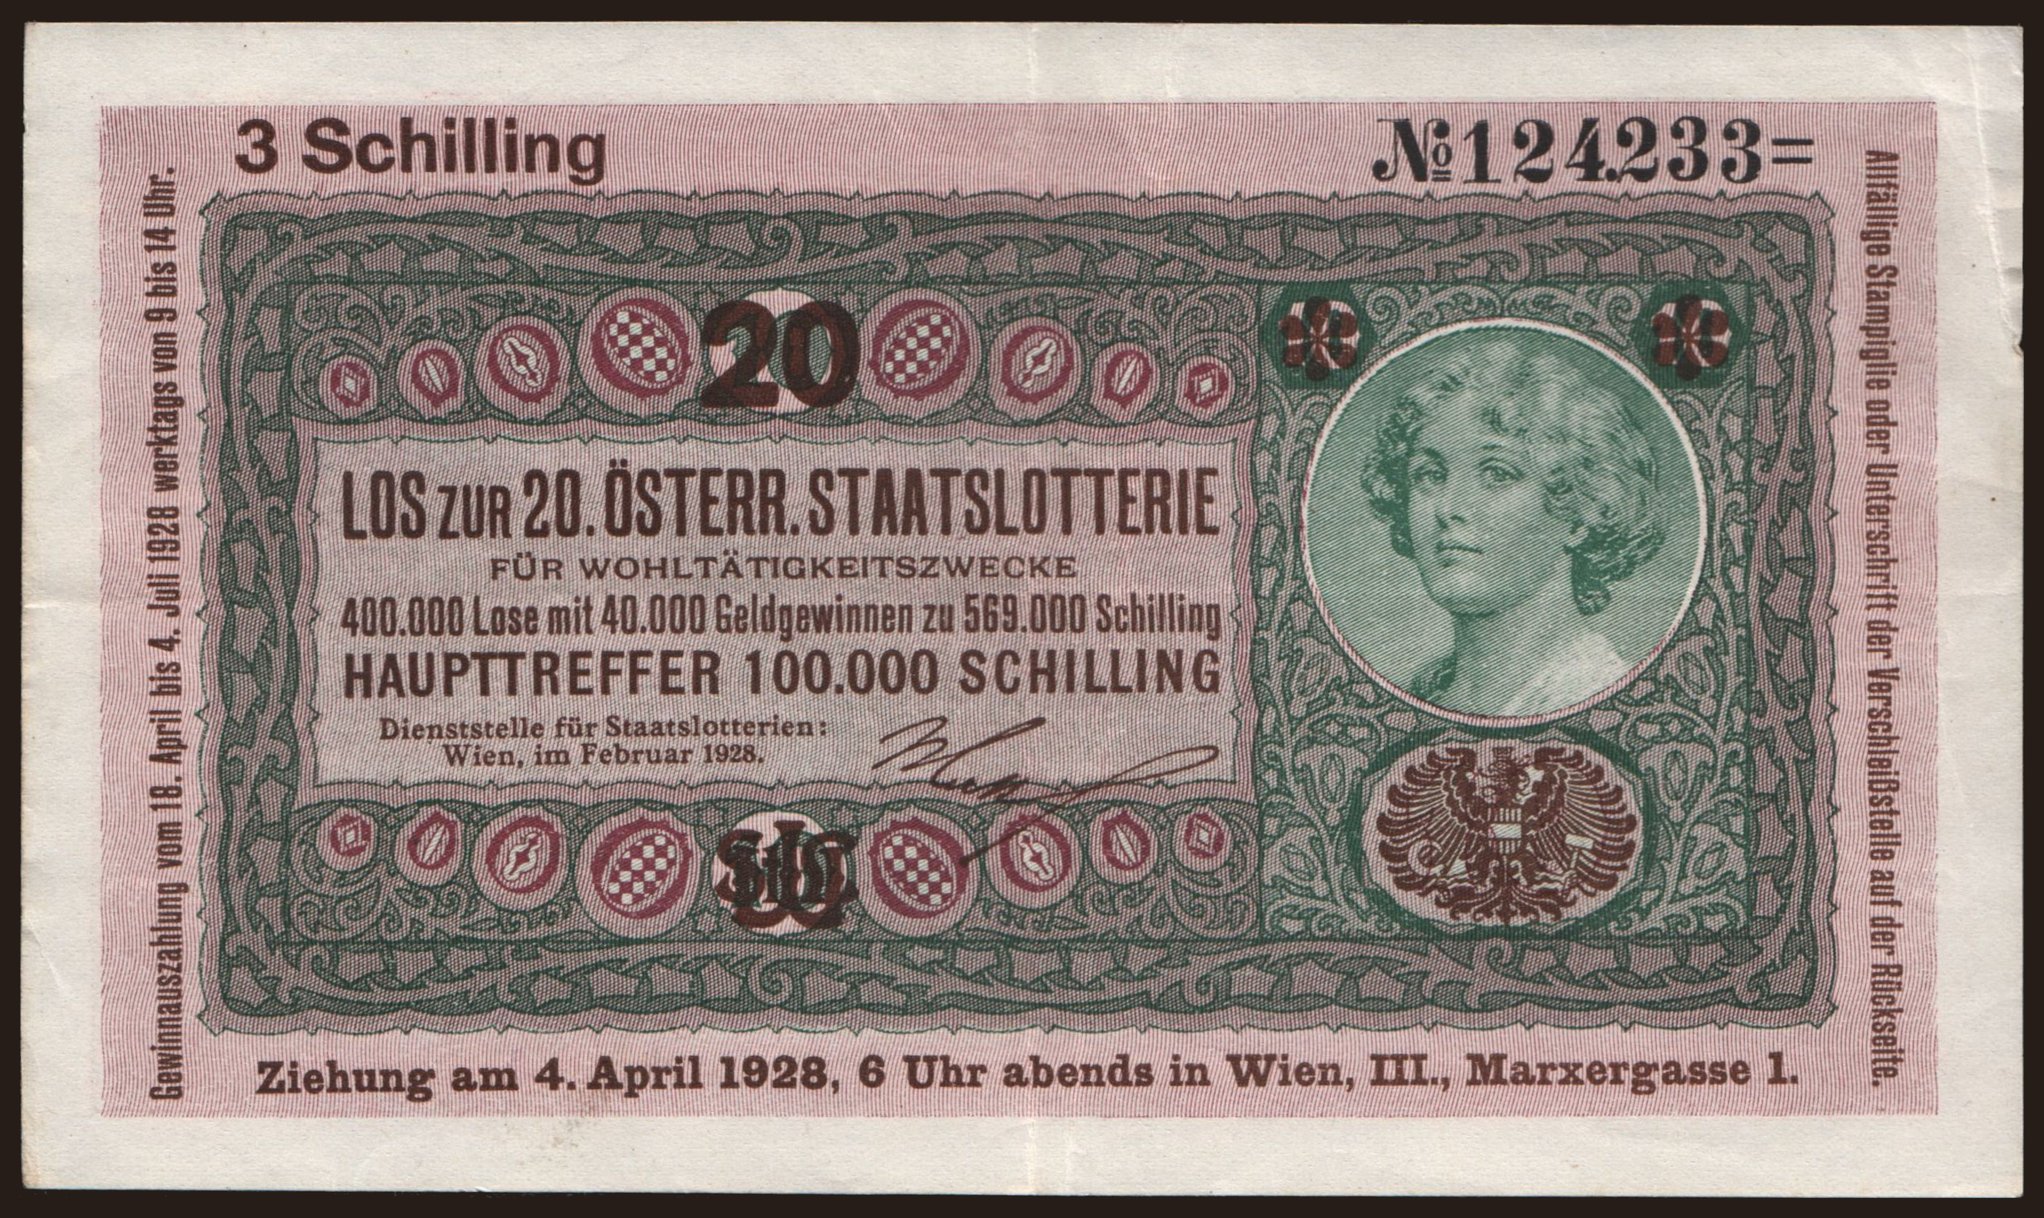 3 Schilling
№124.233=
Gewinnauszahlung vom 18. April bis 4. Juli 1928 werktags von 9 bis 14 Uhr.
20
LOS ZUR 20. ÖSTERR. STAATSLOTTERIE
FÜR WOHLTÄTIGKEITSZWECKE
400.000 Lose mit 40.000 Geldgewinnen zu 569.000 Schilling
HAUPTTREFFER 100.000 SCHILLING
Dienststelle für Staatslotterien:
Wien, im Februar 1928.
Ziehung am 4. April 1928, 6 Uhr abends in Wien, III., Marxergasse 1.
Allfällige Stampiglie oder Unterschrift der Verschleißstelle auf der Rückseite.